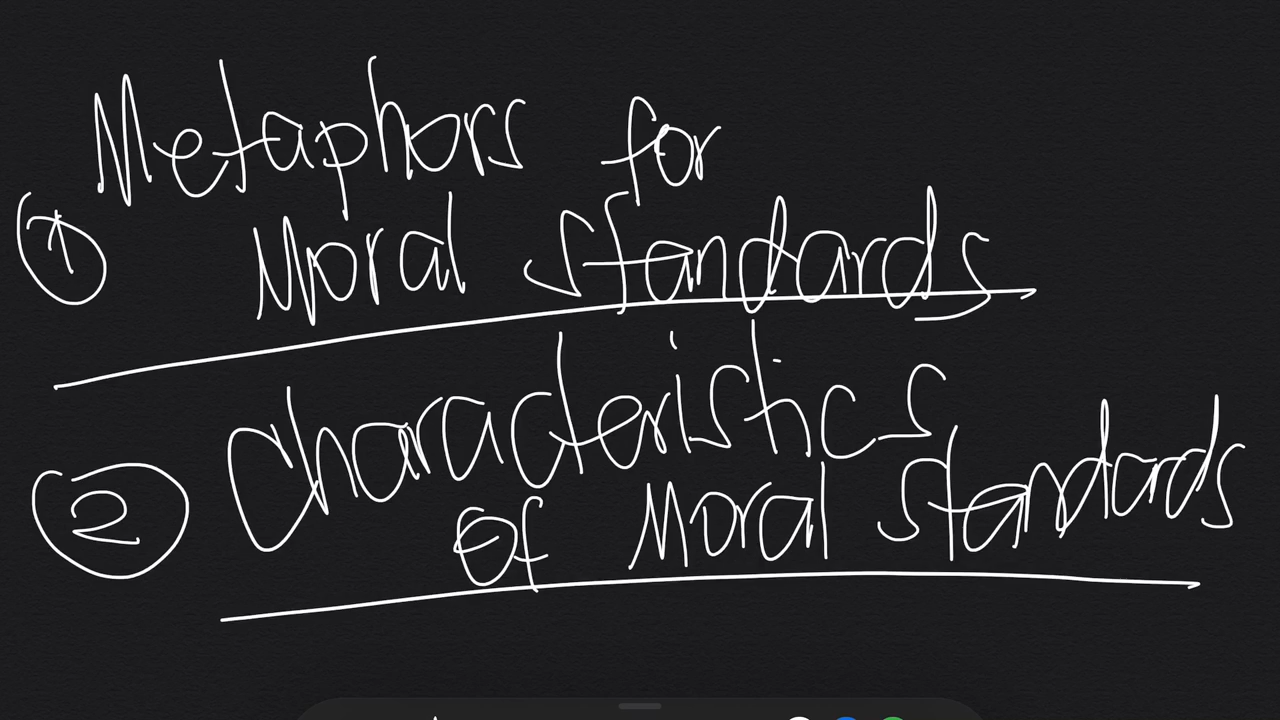 Metaphors for
① Moral Standards
Characteristics
② Of Moral Standards